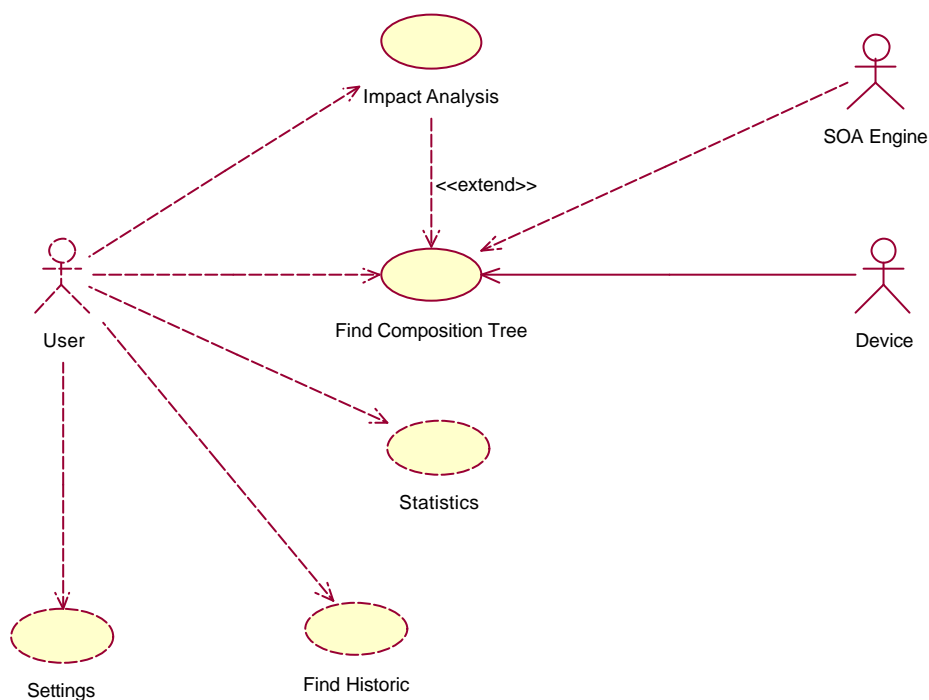 Impact Analysis
SOA Engine
<<extend>>
User
Find Composition Tree
Device
Statistics
Settings
Find Historic